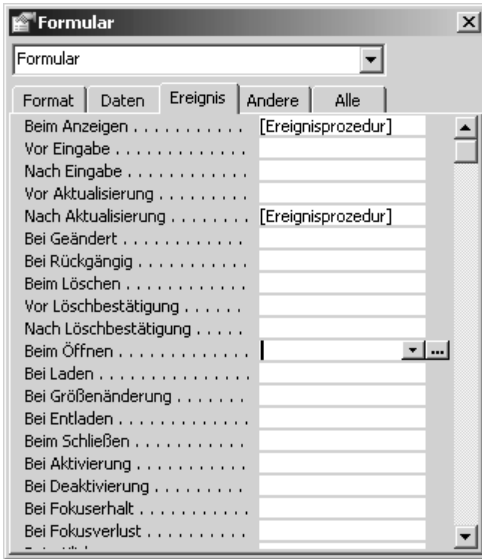 Formular
Formular
Format Daten Ereignis Andere Alle
Beim Anzeigen . . . . . . . . . . . [Ereignisprozedur]
Vor Eingabe . . . . . . . . . . . . .
Nach Eingabe . . . . . . . . . . . .
Vor Aktualisierung . . . . . . . . .
Nach Aktualisierung . . . . . . . . [Ereignisprozedur]
Bei Geändert . . . . . . . . . . . .
Bei Rückgängig . . . . . . . . . . .
Beim Löschen . . . . . . . . . . . .
Vor Löschbestätigung . . . . . .
Nach Löschbestätigung . . . . .
Beim Öffnen . . . . . . . . . . . . . ...
Bei Laden . . . . . . . . . . . . . . .
Bei Größenänderung . . . . . . .
Bei Entladen . . . . . . . . . . . . .
Beim Schließen . . . . . . . . . . .
Bei Aktivierung . . . . . . . . . . .
Bei Deaktivierung . . . . . . . . .
Bei Fokuserhalt . . . . . . . . . .
Bei Fokusverlust . . . . . . . . . .